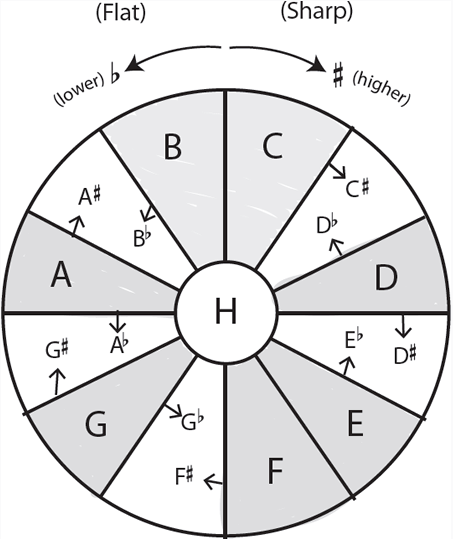 (Flat) (Sharp)
(lower) ♭ ♯ (higher)
B C
A♯ C♯
B♭ D♭
A D
H
G♯ A♭ E♭ D♯
G E
G♭
F♯ F